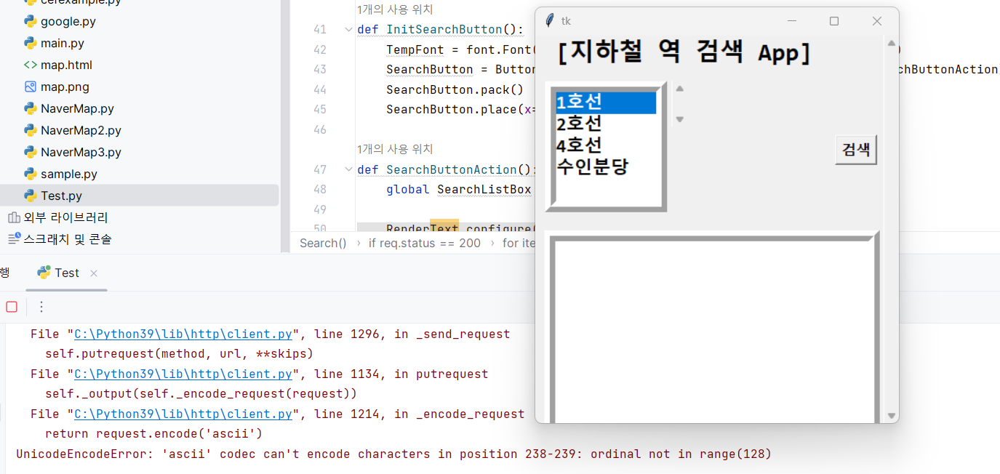 cefexample.py
google.py
main.py
map.html
map.png
NaverMap.py
NaverMap2.py
NaverMap3.py
sample.py
Test.py
외부 라이브러리
스크래치 및 콘솔
1개의 사용 위치
41 def InitSearchButton():
42 TempFont = font.Font(
43 SearchButton = Button chButtonAction
44 SearchButton.pack()
45 SearchButton.place(x=
46
1개의 사용 위치
47 def SearchButtonAction():
48 global SearchListBox
49
50 RenderText.configure(
Search() › if req.status == 200 › for ite
tk
[지하철 역 검색 App]
1호선
2호선
4호선
수인분당
검색
행 Test
File "C:\Python39\lib\http\client.py", line 1296, in _send_request
self.putrequest(method, url, **skips)
File "C:\Python39\lib\http\client.py", line 1134, in putrequest
self._output(self._encode_request(request))
File "C:\Python39\lib\http\client.py", line 1214, in _encode_request
return request.encode('ascii')
UnicodeEncodeError: 'ascii' codec can't encode characters in position 238-239: ordinal not in range(128)